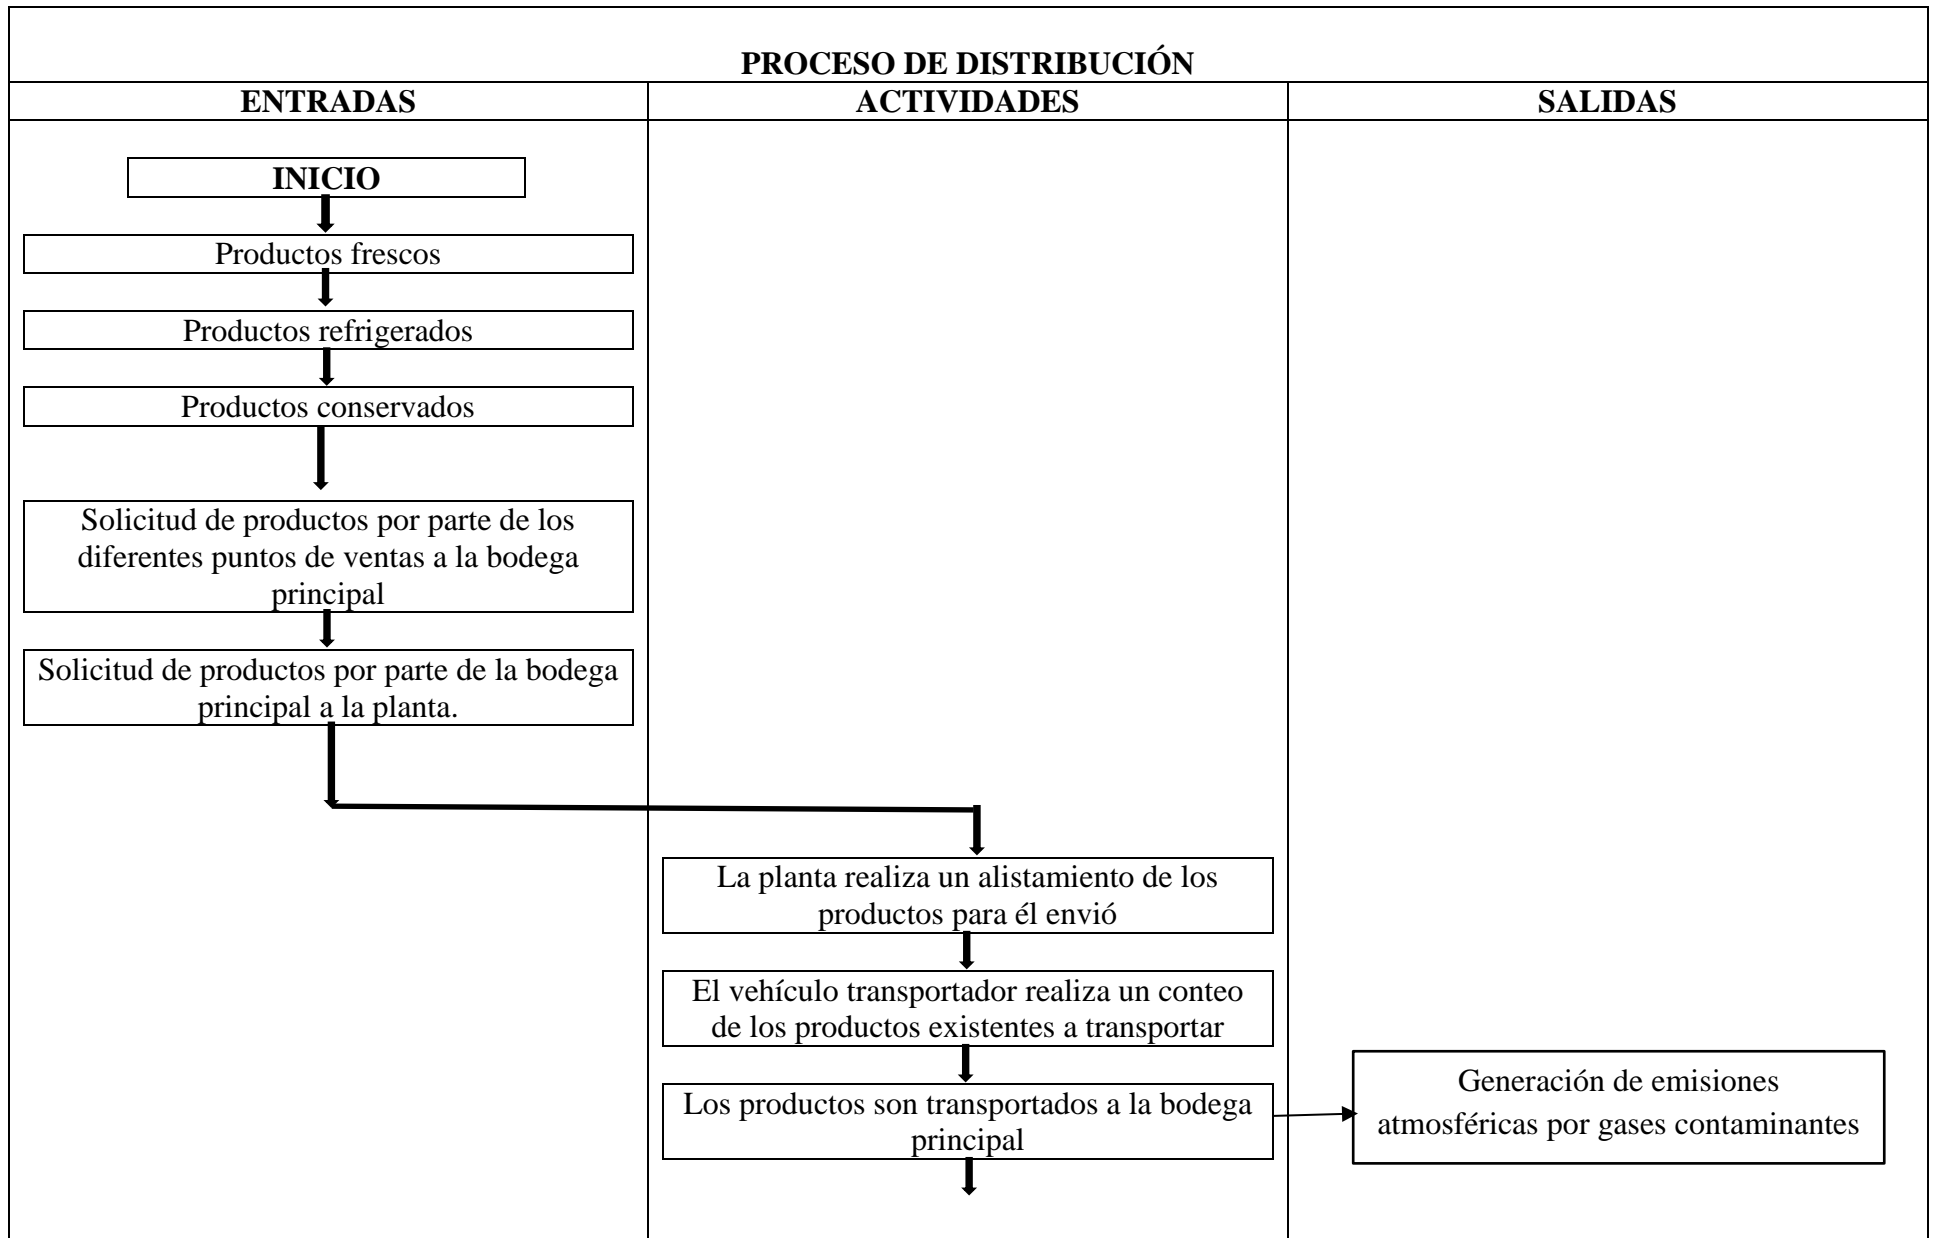 PROCESO DE DISTRIBUCIÓN
ENTRADAS
ACTIVIDADES
SALIDAS
INICIO
Productos frescos
Productos refrigerados
Productos conservados
Solicitud de productos por parte de los
diferentes puntos de ventas a la bodega
principal
Solicitud de productos por parte de la bodega
principal a la planta.
La planta realiza un alistamiento de los
productos para él envió
El vehículo transportador realiza un conteo
de los productos existentes a transportar
Los productos son transportados a la bodega
principal
Generación de emisiones
atmosféricas por gases contaminantes